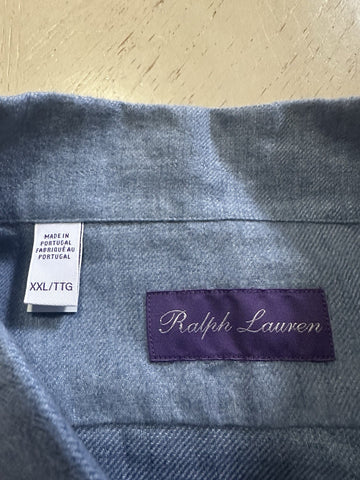 MADE IN
PORTUGAL
FABRIQUÉ AU
PORTUGAL
XXL/TTG
Ralph Lauren